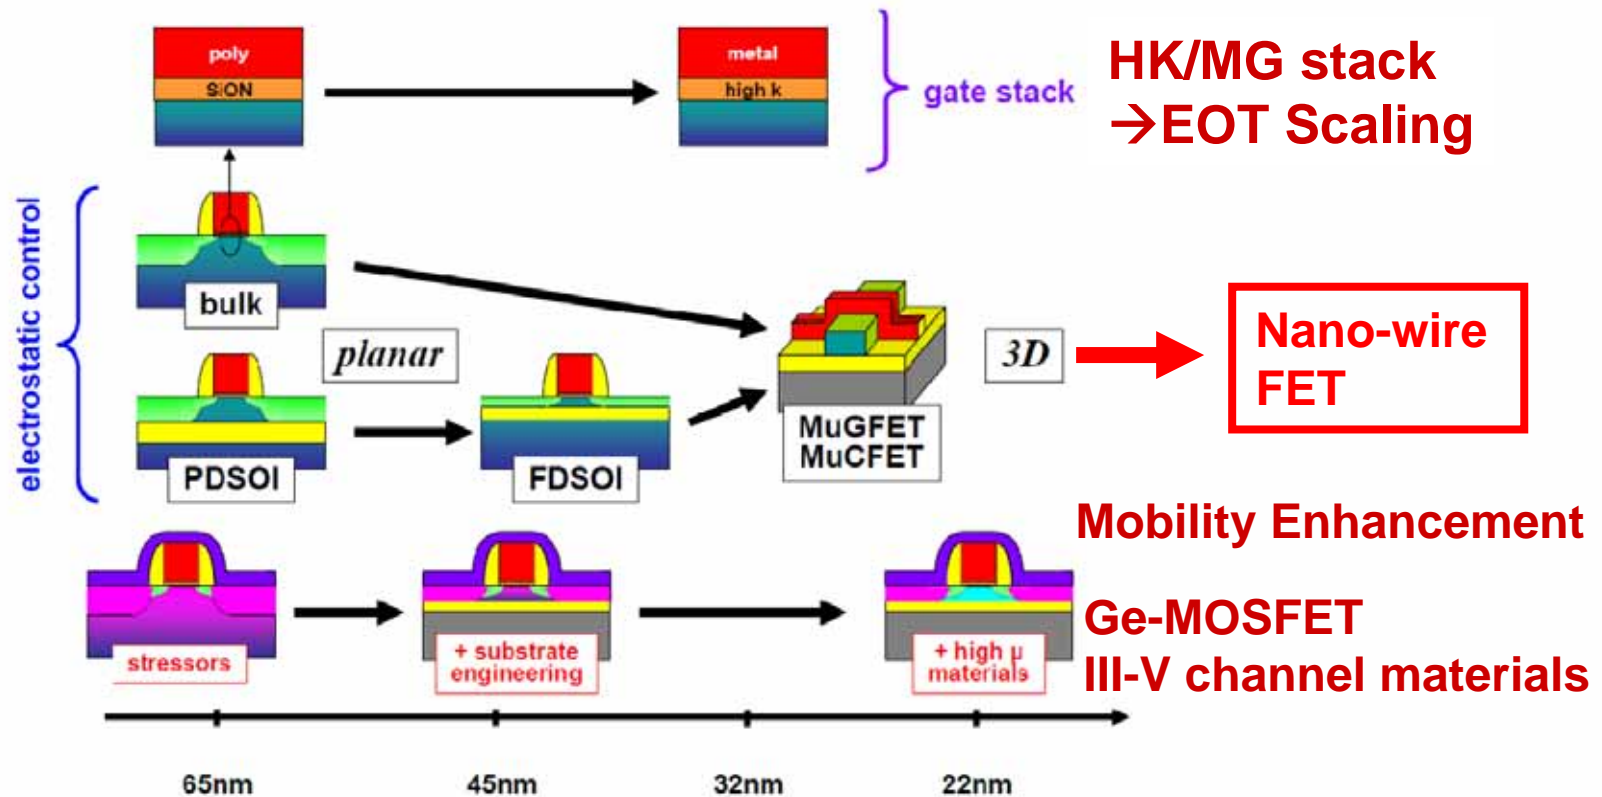 poly
SiON
metal
high k
gate stack
HK/MG stack
→EOT Scaling
electrostatic control
bulk
planar
PDSOI
FDSOI
MuGFET
MuCFET
3D
Nano-wire
FET
Mobility Enhancement
stressors
+ substrate
engineering
+ high µ
materials
Ge-MOSFET
III-V channel materials
65nm
45nm
32nm
22nm